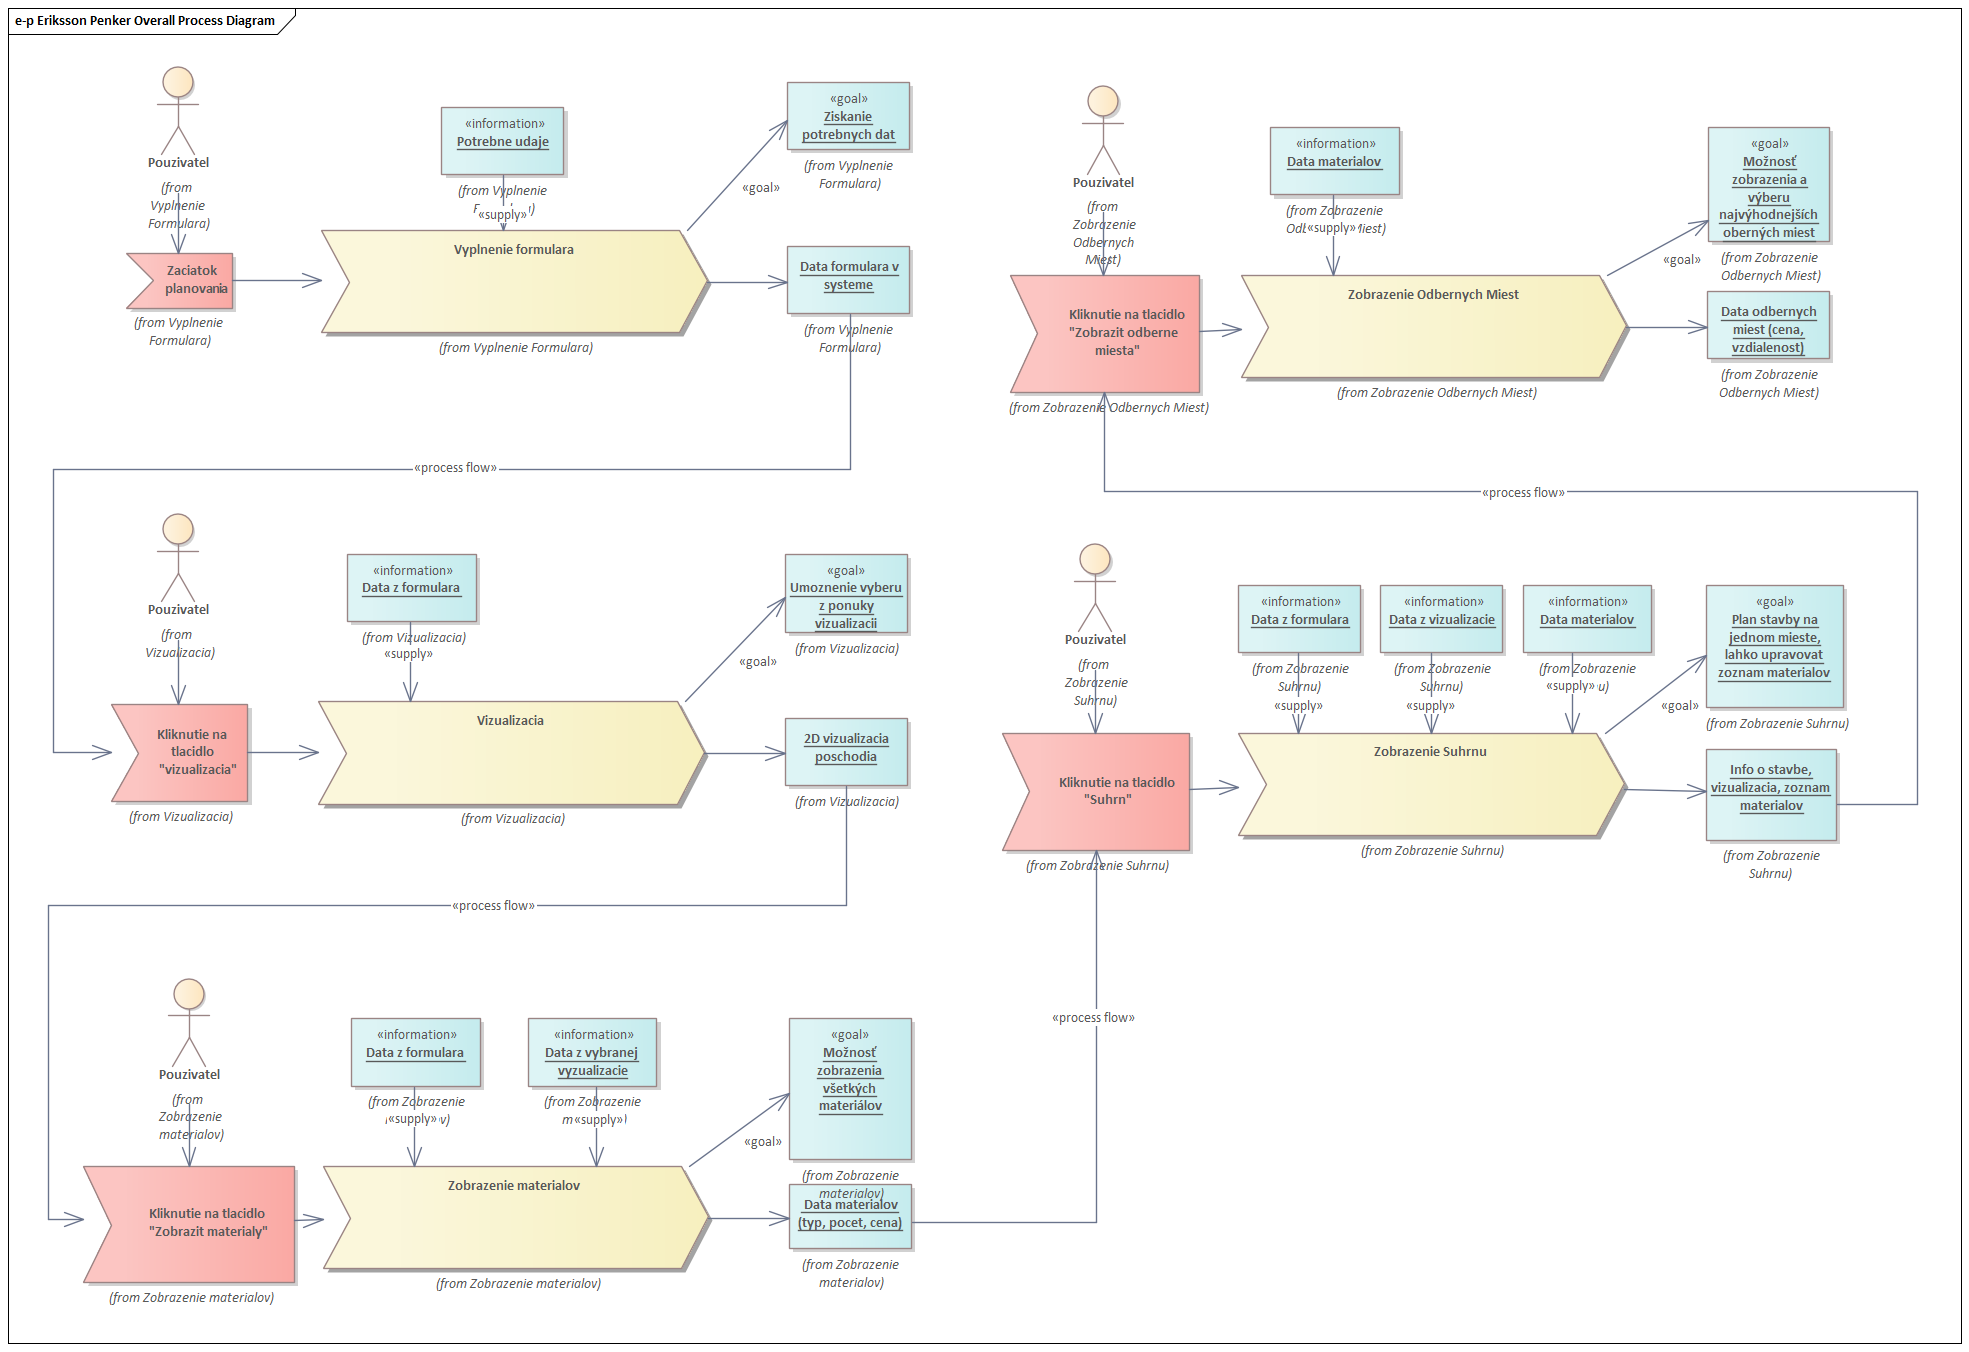 e-p Eriksson Penker Overall Process Diagram
Pouzivatel
(from
Vyplnenie
Formulara)
Zaciatok
planovania
(from Vyplnenie
Formulara)
«information»
Potrebne udaje
(from Vyplnenie
«supply»
Vyplnenie formulara
(from Vyplnenie Formulara)
«goal»
«goal»
Ziskanie
potrebnych dat
(from Vyplnenie
Formulara)
Data formulara v
systeme
(from Vyplnenie
Formulara)
«process flow»
Pouzivatel
(from
Vizualizacia)
Kliknutie na
tlacidlo
"vizualizacia"
(from Vizualizacia)
«information»
Data z formulara
(from Vizualizacia)
«supply»
Vizualizacia
(from Vizualizacia)
«goal»
«goal»
Umoznenie vyberu
z ponuky
vizualizacii
(from Vizualizacia)
2D vizualizacia
poschodia
(from Vizualizacia)
«process flow»
Pouzivatel
(from
Zobrazenie
materialov)
Kliknutie na tlacidlo
"Zobrazit materialy"
(from Zobrazenie materialov)
«information»
Data z formulara
(from Zobrazenie
«supply»
«information»
Data z vybranej
vyzualizacie
(from Zobrazenie
«supply»
Zobrazenie materialov
(from Zobrazenie materialov)
«goal»
«goal»
Možnosť
zobrazenia
všetkých
materiálov
(from Zobrazenie
materialov)
Data materialov
(typ, pocet, cena)
(from Zobrazenie
materialov)
«process flow»
Pouzivatel
(from
Zobrazenie
Odbernych
Miest)
Kliknutie na tlacidlo
"Zobrazit odberne
miesta"
(from Zobrazenie Odbernych Miest)
«information»
Data materialov
(from Zobrazenie
«supply»
Zobrazenie Odbernych Miest
(from Zobrazenie Odbernych Miest)
«goal»
«goal»
Možnosť
zobrazenia a
výberu
najvýhodnejších
oberných miest
(from Zobrazenie
Odbernych Miest)
Data odbernych
miest (cena,
vzdialenost)
(from Zobrazenie
Odbernych Miest)
«process flow»
Pouzivatel
(from
Zobrazenie
Suhrnu)
Kliknutie na tlacidlo
"Suhrn"
(from Zobrazenie Suhrnu)
«information»
Data z formulara
(from Zobrazenie
Suhrnu)
«supply»
«information»
Data z vizualizacie
(from Zobrazenie
Suhrnu)
«supply»
«information»
Data materialov
(from Zobrazenie
«supply»
Zobrazenie Suhrnu
(from Zobrazenie Suhrnu)
«goal»
«goal»
Plan stavby na
jednom mieste,
lahko upravovat
zoznam materialov
(from Zobrazenie Suhrnu)
Info o stavbe,
vizualizacia, zoznam
materialov
(from Zobrazenie
Suhrnu)